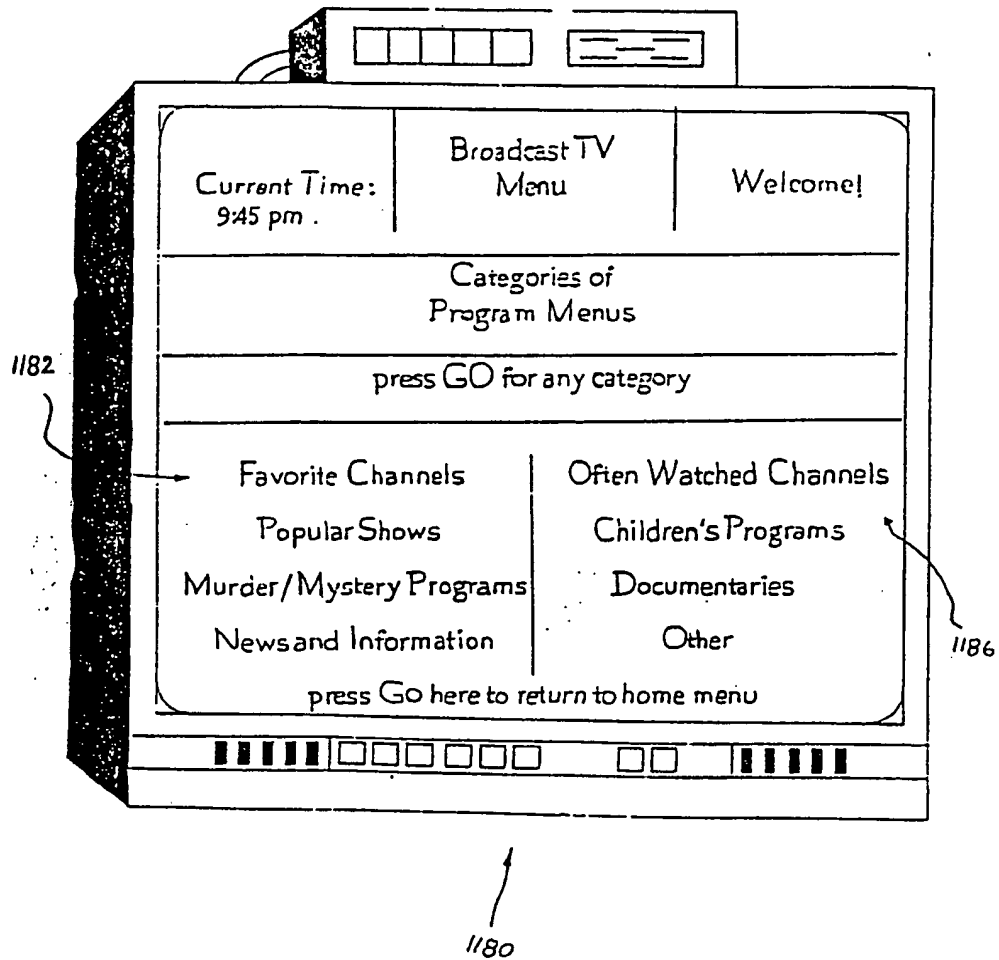 Broadcast TV
Menu
Current Time:
9:45 pm .
Welcome!
Categories of
Program Menus
press GO for any category
1182
Favorite Channels
Often Watched Channels
Popular Shows
Children's Programs
Murder/Mystery Programs
Documentaries
News and Information
Other
1186
press Go here to return to home menu
1180